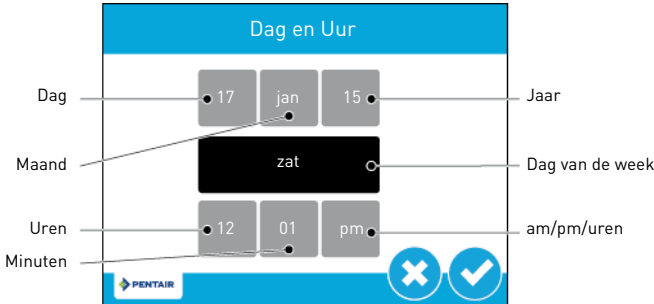 Dag en Uur
Dag 17 jan 15 Jaar
Maand zat Dag van de week
Uren 12 01 pm am/pm/uren
Minuten
PENTAIR